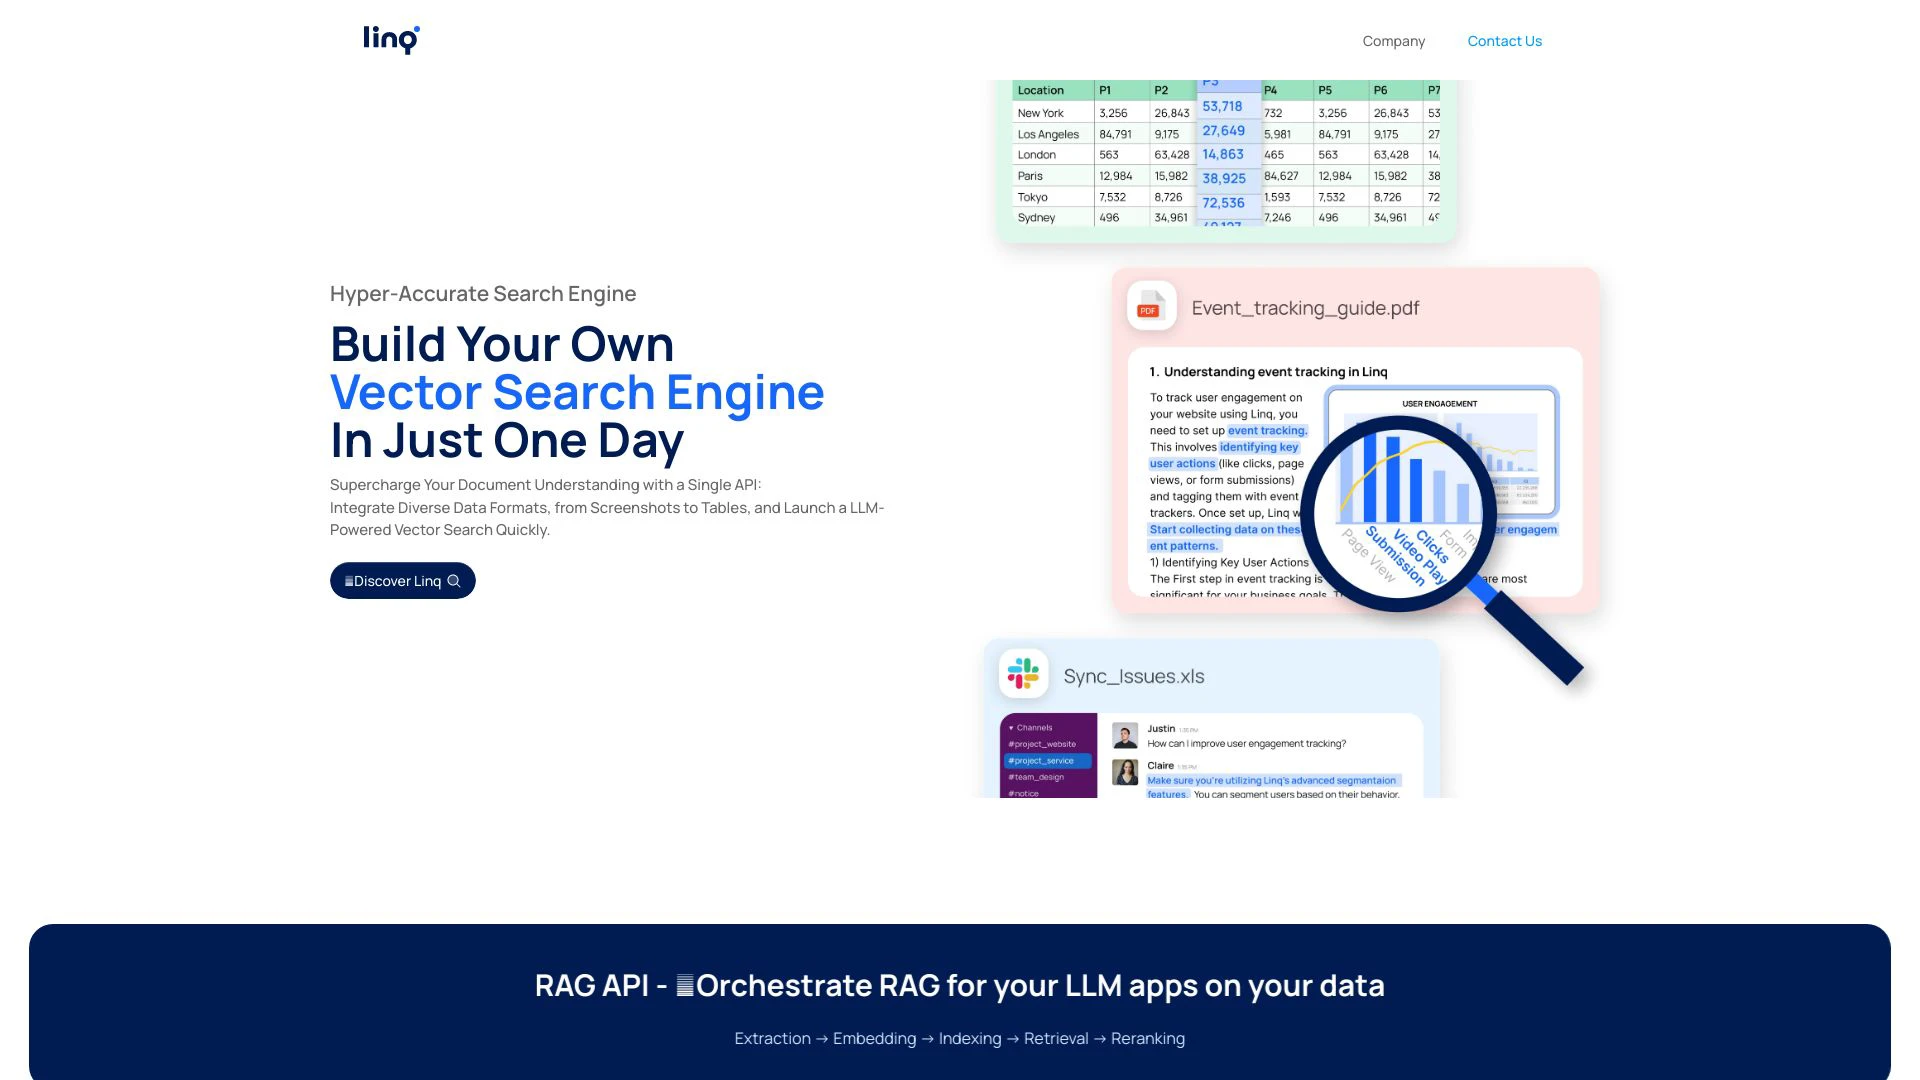 linq
Company
Contact Us
Location P1 P2 P3 P4 P5 P6 P7
New York 3,256 26,843 53,718 732 3,256 26,843 53
Los Angeles 84,791 9,175 27,649 5,981 84,791 9,175 27
London 563 63,428 14,863 465 563 63,428 14,
Paris 12,984 15,982 38,925 84,627 12,984 15,982 38
Tokyo 7,532 8,726 72,536 1,593 7,532 8,726 72
Sydney 496 34,961 7,246 496 34,961
Hyper-Accurate Search Engine
Build Your Own
Vector Search Engine
In Just One Day
Supercharge Your Document Understanding with a Single API:
Integrate Diverse Data Formats, from Screenshots to Tables, and Launch a LLM-
Powered Vector Search Quickly.
Discover Linq
PDF
Event_tracking_guide.pdf
1. Understanding event tracking in Linq
To track user engagement on
your website using Linq, you
need to set up event tracking.
This involves identifying key
user actions (like clicks, page
views, or form submissions)
and tagging them with event
trackers. Once set up, Linq w
Start collecting data on thes er engagem
ent patterns.
1) Identifying Key User Actions
The First step in event tracking is are most
significant for your business goals. T
USER ENGAGEMENT
Page View
Submission
Video Play
Clicks
Form
Im
Sync_Issues.xls
Channels
#project_website
#project_service
#team_design
#notice
Justin 1:35 PM
How can I improve user engagement tracking?
Claire 1:35 PM
Make sure you're utilizing Linq's advanced segmantaion
features. You can segment users based on their behavior,
RAG API - Orchestrate RAG for your LLM apps on your data
Extraction → Embedding → Indexing → Retrieval → Reranking